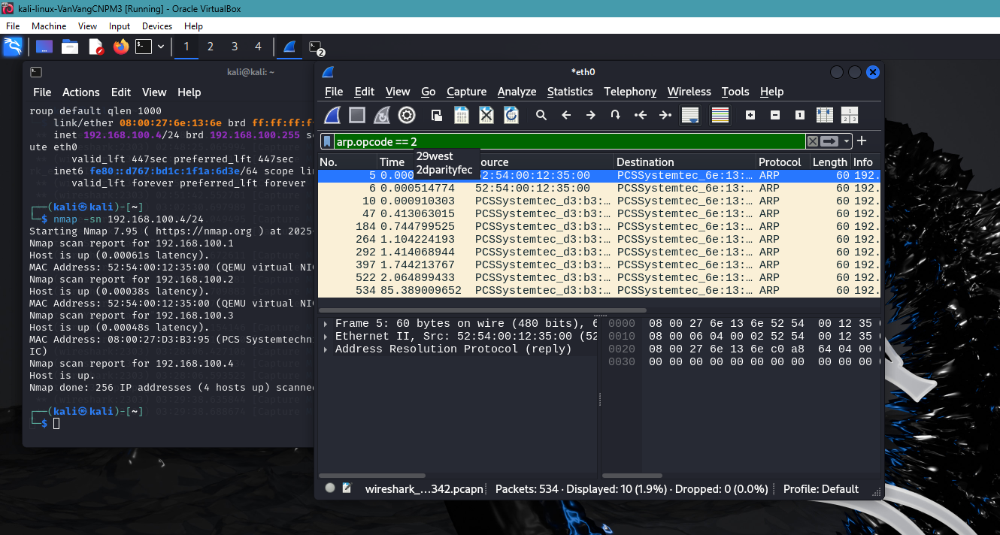 kali-linux-VanVangCNPM3 [Running] - Oracle VirtualBox
File Machine View Input Devices Help
1 2 3 4 2
kali@kali: ~
File Actions Edit View Help
roup default qlen 1000
link/ether 08:00:27:6e:13:6e brd ff:ff:ff:f
inet 192.168.100.4/24 brd 192.168.100.255 s
ute eth0
valid_lft 447sec preferred_lft 447sec
inet6 fe80::d767:bd1c:1f1a:6d3e/64 scope lin
valid_lft forever preferred_lft forever
(kali㉿kali)-[~]
$ nmap -sn 192.168.100.4/24
Starting Nmap 7.95 ( https://nmap.org ) at 2025-
Nmap scan report for 192.168.100.1
Host is up (0.00061s latency).
MAC Address: 52:54:00:12:35:00 (QEMU virtual NI
Nmap scan report for 192.168.100.2
Host is up (0.00038s latency).
MAC Address: 52:54:00:12:35:00 (QEMU virtual NI
Nmap scan report for 192.168.100.3
Host is up (0.00048s latency).
MAC Address: 08:00:27:D3:B3:95 (PCS Systemtechn
IC)
Nmap scan report for 192.168.100.4
Host is up.
Nmap done: 256 IP addresses (4 hosts up) scanne
(kali㉿kali)-[~]
$
*eth0
File Edit View Go Capture Analyze Statistics Telephony Wireless Tools Help
arp.opcode == 2
29west
2dparityfec
No. Time ource Destination Protocol Length Info
5 0.000 52:54:00:12:35:00 PCSSystemtec_6e:13:… ARP 60 192.
6 0.000514774 52:54:00:12:35:00 PCSSystemtec_6e:13:… ARP 60 192.
10 0.000910303 PCSSystemtec_d3:b3:… PCSSystemtec_6e:13:… ARP 60 192.
47 0.413063015 PCSSystemtec_d3:b3:… PCSSystemtec_6e:13:… ARP 60 192.
184 0.744799525 PCSSystemtec_d3:b3:… PCSSystemtec_6e:13:… ARP 60 192.
264 1.104224193 PCSSystemtec_d3:b3:… PCSSystemtec_6e:13:… ARP 60 192.
292 1.414068944 PCSSystemtec_d3:b3:… PCSSystemtec_6e:13:… ARP 60 192.
397 1.744213767 PCSSystemtec_d3:b3:… PCSSystemtec_6e:13:… ARP 60 192.
522 2.064899433 PCSSystemtec_d3:b3:… PCSSystemtec_6e:13:… ARP 60 192.
534 85.389009652 PCSSystemtec_d3:b3:… PCSSystemtec_6e:13:… ARP 60 192.
Frame 5: 60 bytes on wire (480 bits), 6
Ethernet II, Src: 52:54:00:12:35:00 (52
Address Resolution Protocol (reply)
0000 08 00 27 6e 13 6e 52 54 00 12 35
0010 08 00 06 04 00 02 52 54 00 12 35
0020 08 00 27 6e 13 6e c0 a8 64 04 00
0030 00 00 00 00 00 00 00 00 00 00 00
wireshark_…342.pcapn Packets: 534 · Displayed: 10 (1.9%) · Dropped: 0 (0.0%) Profile: Default